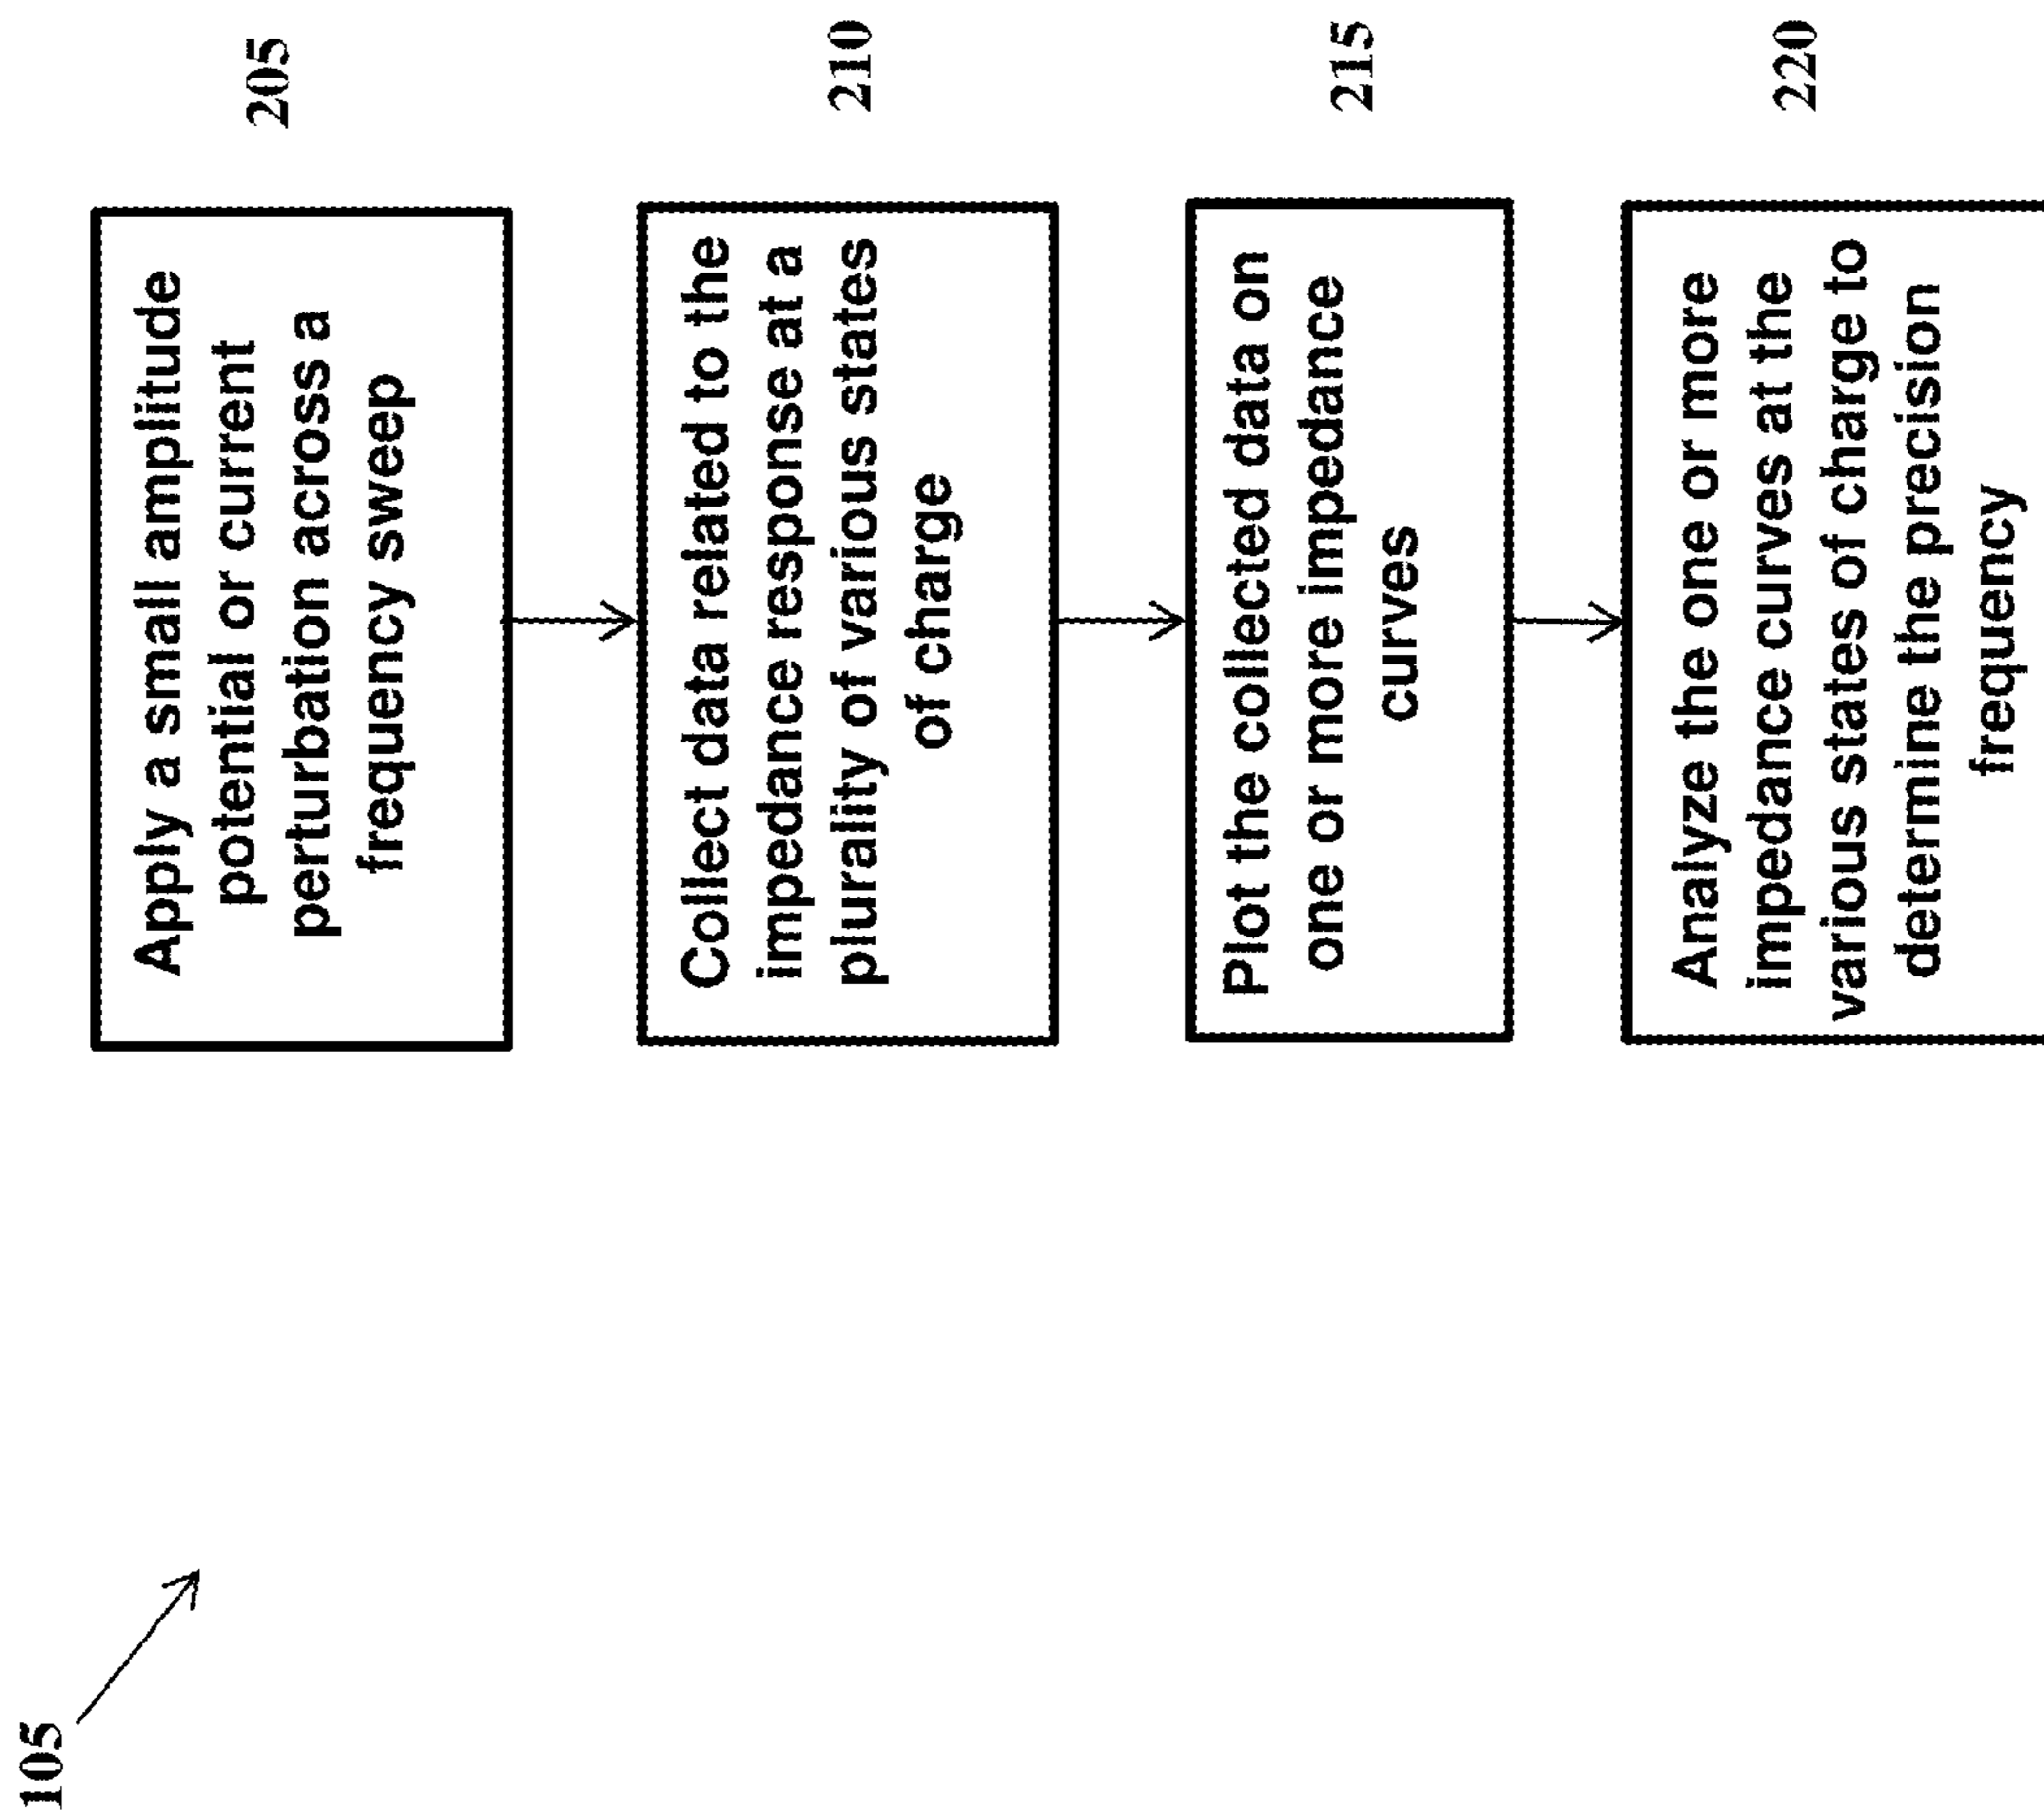 105
Apply a small amplitude
potential or current
perturbation across a
frequency sweep
205
Collect data related to the
impedance response at a
plurality of various states
of charge
210
Plot the collected data on
one or more impedance
curves
215
Analyze the one or more
impedance curves at the
various states of charge to
determine the precision
frequency
220